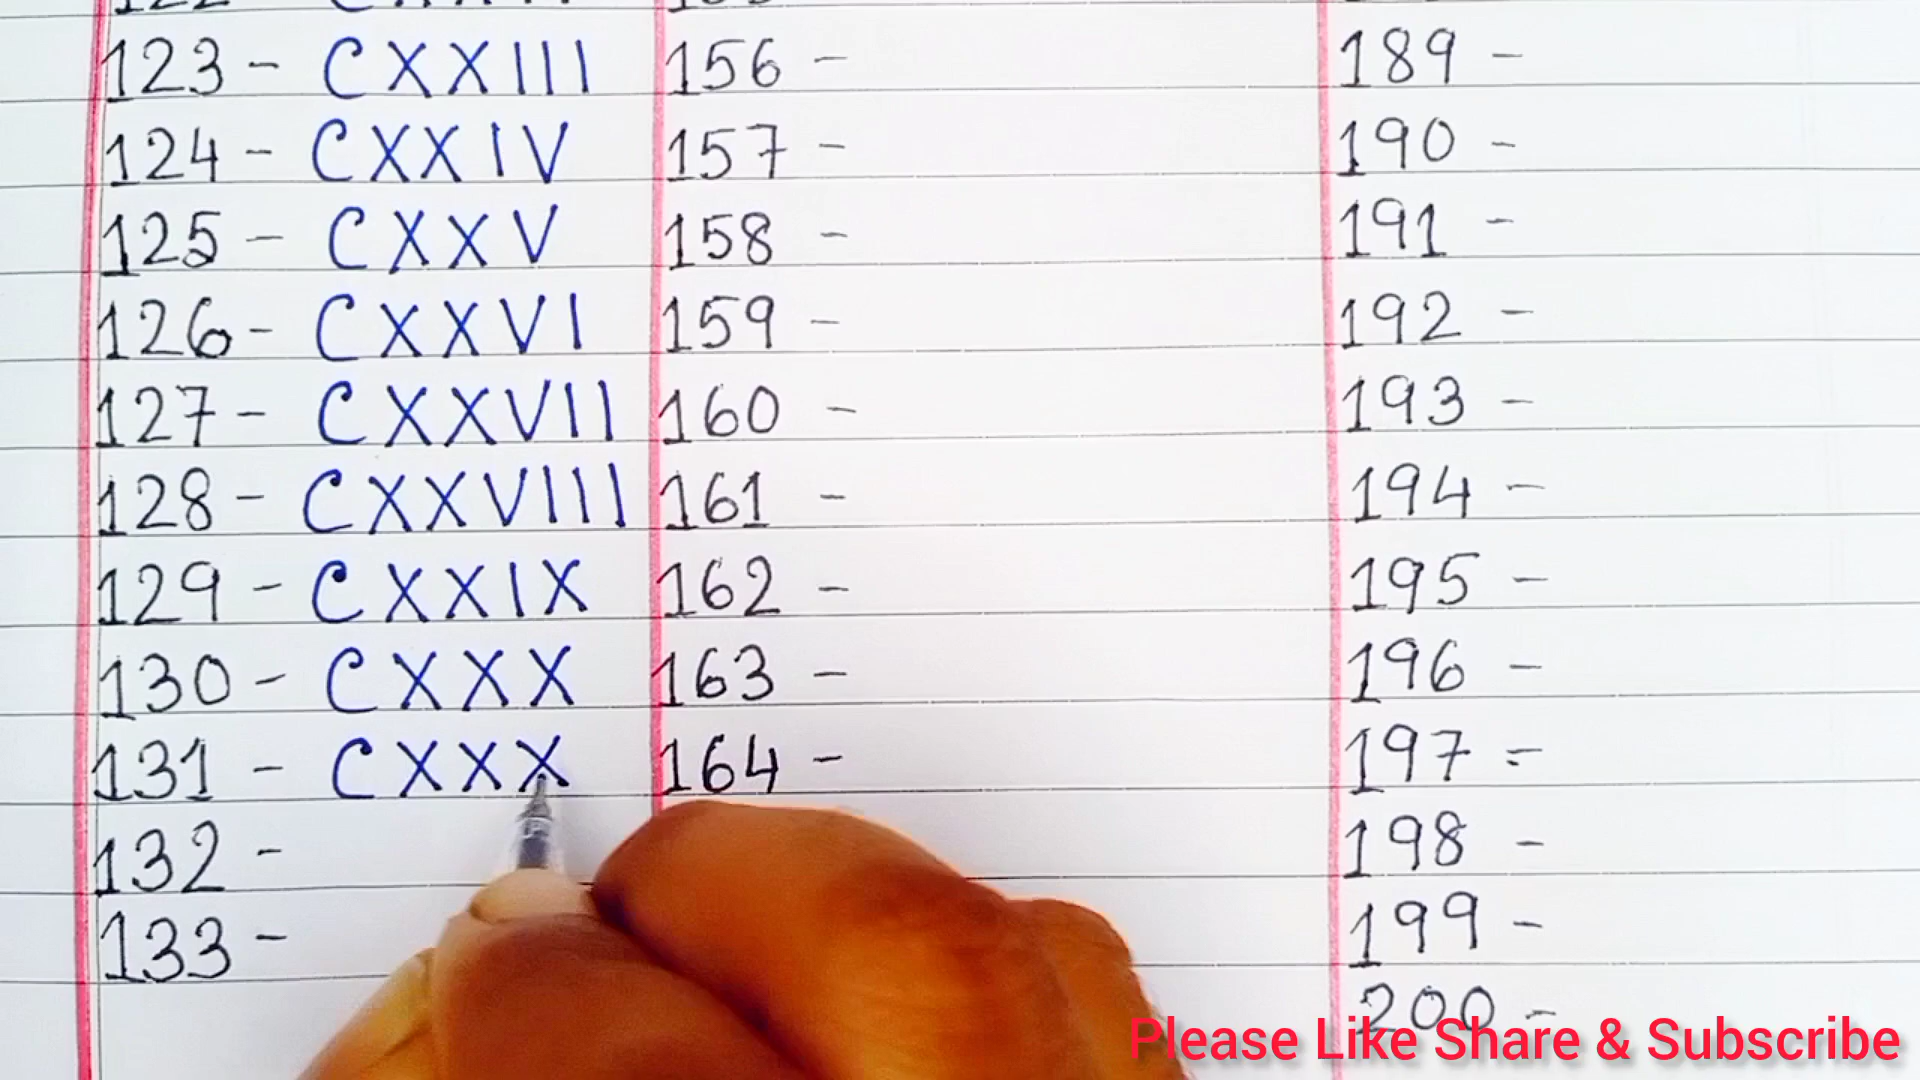 123 - CXXIII
124 - CXXIV
125 - CXXV
126 - CXXVI
127 - CXXVII
128 - CXXVIII
129 - CXXIX
130 - CXXX
131 - CXXX
132 -
133 -
156 -
157 -
158 -
159 -
160 -
161 -
162 -
163 -
164 -
189 -
190 -
191 -
192 -
193 -
194 -
195 -
196 -
197 =
198 -
199 -
200 -
Please Like Share & Subscribe